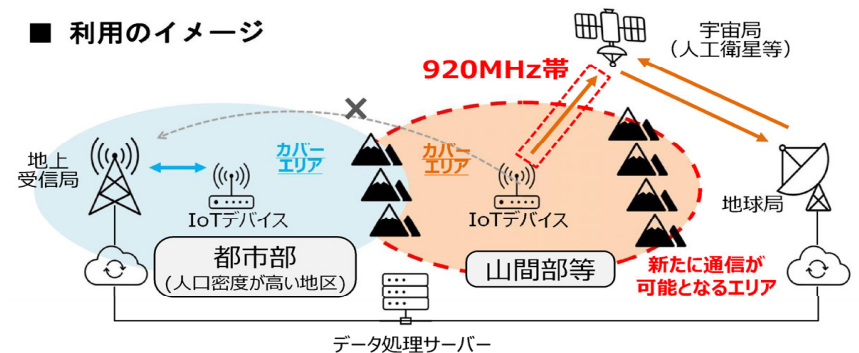 ■ 利用のイメージ
宇宙局
（人工衛星等）
920MHz帯
地上
受信局
カバー
エリア
カバー
エリア
IoTデバイス
IoTデバイス
地球局
都市部
(人口密度が高い地区)
山間部等
新たに通信が
可能となるエリア
データ処理サーバー